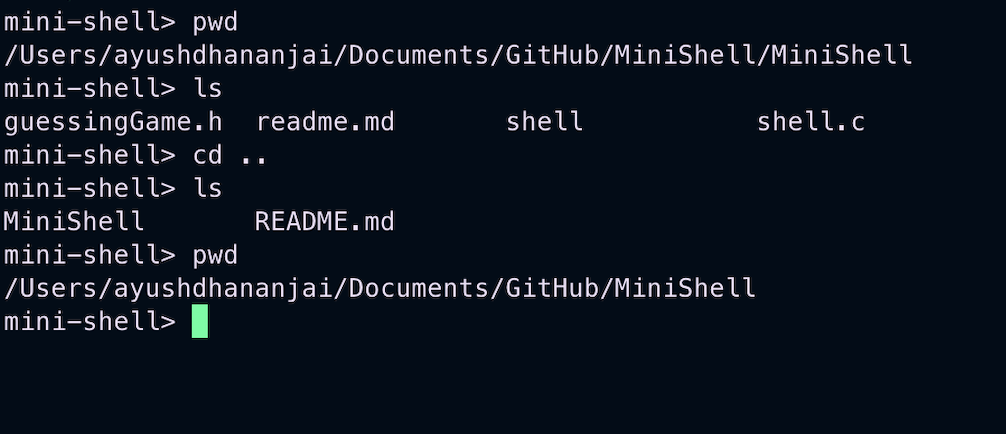 mini-shell> pwd
/Users/ayushdhananjai/Documents/GitHub/MiniShell/MiniShell
mini-shell> ls
guessingGame.h  readme.md       shell           shell.c
mini-shell> cd ..
mini-shell> ls
MiniShell       README.md
mini-shell> pwd
/Users/ayushdhananjai/Documents/GitHub/MiniShell
mini-shell>